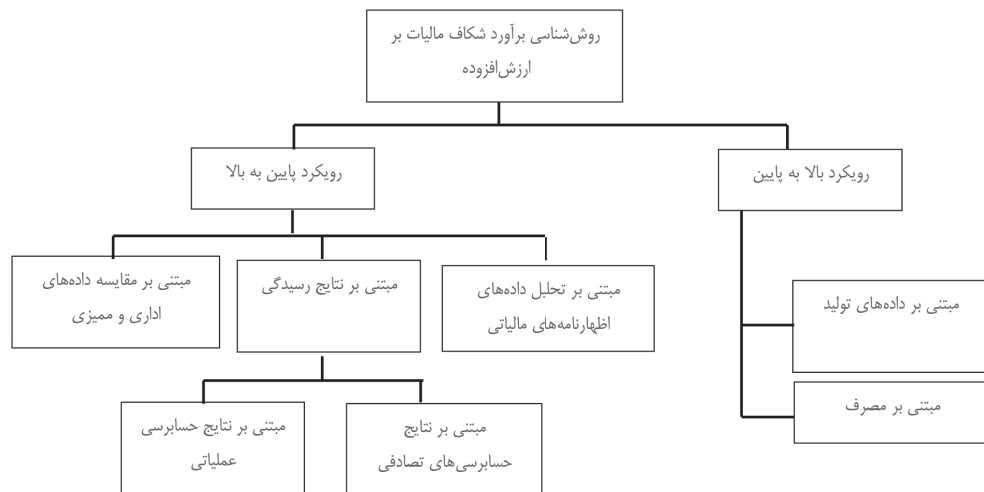 روش‌شناسی برآورد شکاف مالیات بر
ارزش‌افزوده
رویکرد بالا به پایین
رویکرد پایین به بالا
مبتنی بر داده‌های تولید
مبتنی بر مصرف
مبتنی بر تحلیل داده‌های
اظهارنامه‌های مالیاتی
مبتنی بر نتایج رسیدگی
مبتنی بر مقایسه داده‌های
اداری و ممیزی
مبتنی بر نتایج
حسابرسی‌های تصادفی
مبتنی بر نتایج حسابرسی
عملیاتی